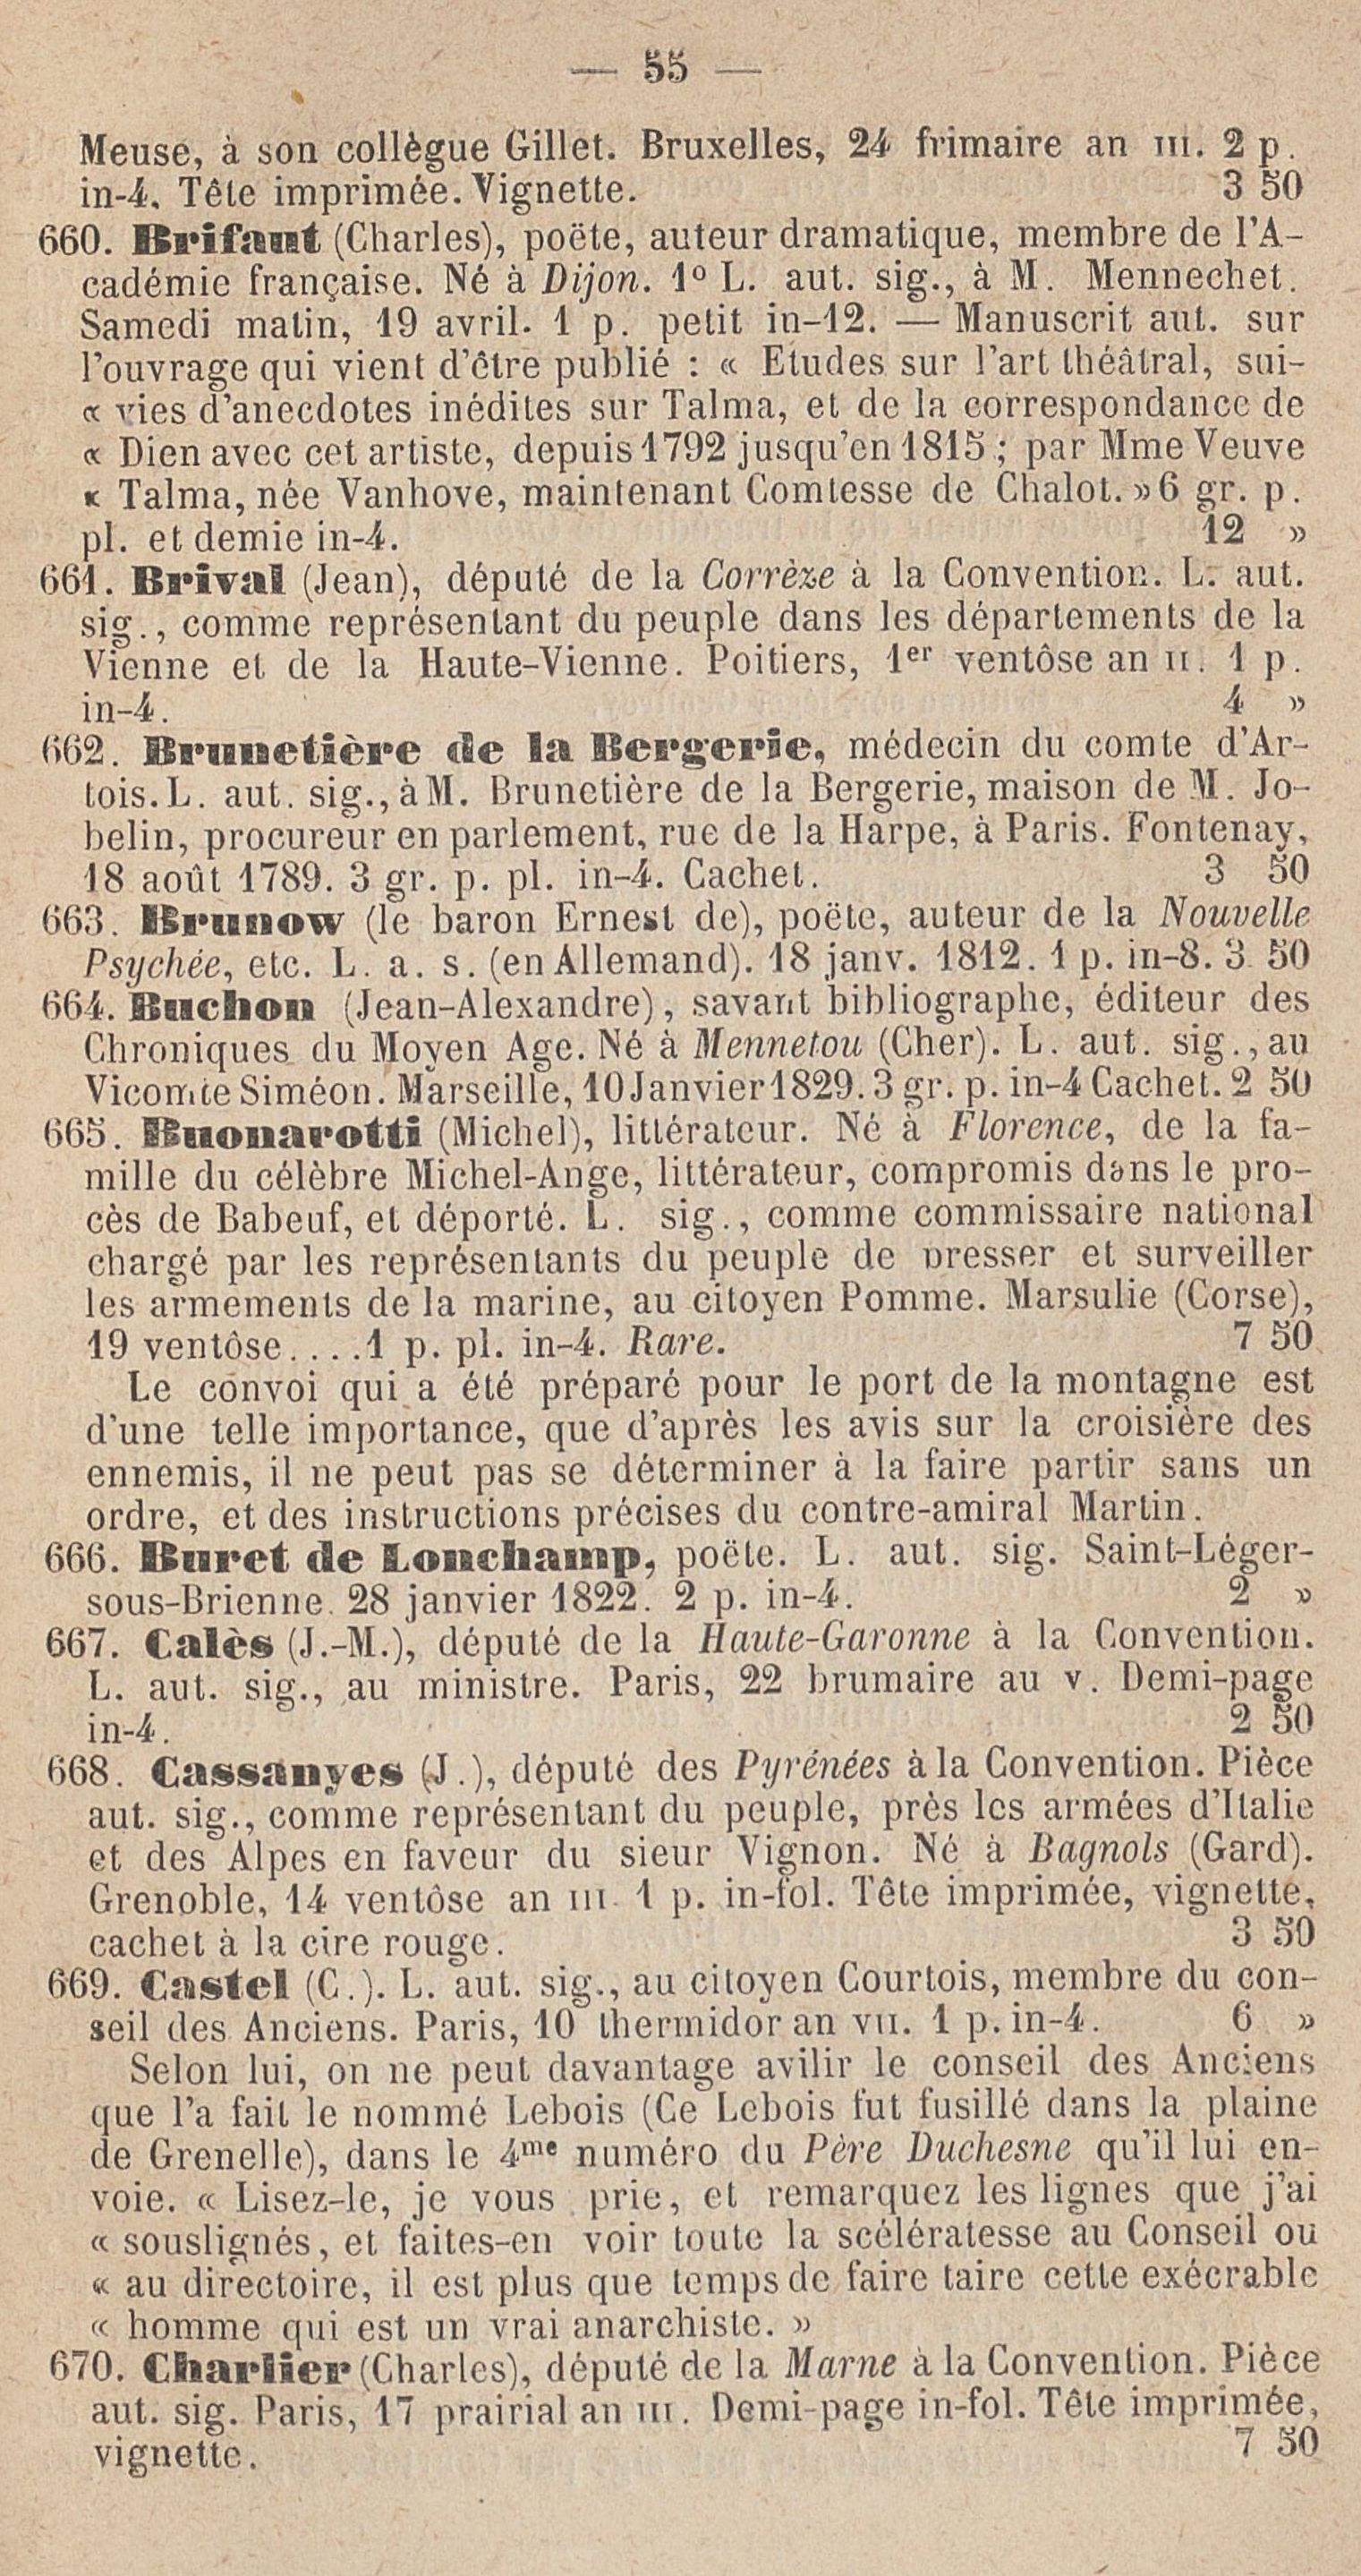 — 55 —
Meuse, à son collègue Gillet. Bruxelles, 24 frimaire an III. 2 p.
in-4. Tête imprimée. Vignette. 3 50
660. Brifaut (Charles), poëte, auteur dramatique, membre de l'A-
cadémie française. Né à Dijon. 1º L. aut. sig., à M. Mennechet.
Samedi matin, 19 avril. 1 p. petit in-12. — Manuscrit aut. sur
l'ouvrage qui vient d'être publié : « Etudes sur l'art théâtral, sui-
« vies d'anecdotes inédites sur Talma, et de la correspondance de
« Dien avec cet artiste, depuis 1792 jusqu'en 1815 ; par Mme Veuve
« Talma, née Vanhove, maintenant Comtesse de Chalot. » 6 gr. p.
pl. et demie in-4. 12 »
661. Brival (Jean), député de la Corrèze à la Convention. L. aut.
sig., comme représentant du peuple dans les départements de la
Vienne et de la Haute-Vienne. Poitiers, 1er ventôse an II. 1 p.
in-4. 4 »
662. Brunetière de la Bergerie, médecin du comte d'Ar-
tois. L. aut. sig., à M. Brunetière de la Bergerie, maison de M. Jo-
belin, procureur en parlement, rue de la Harpe, à Paris. Fontenay,
18 août 1789. 3 gr. p. pl. in-4. Cachet. 3 50
663. Brunow (le baron Ernest de), poëte, auteur de la Nouvelle
Psychée, etc. L. a. s. (en Allemand). 18 janv. 1812. 1 p. in-8. 3 50
664. Buchon (Jean-Alexandre), savant bibliographe, éditeur des
Chroniques du Moyen Age. Né à Mennetou (Cher). L. aut. sig., au
Vicomte Siméon. Marseille, 10 Janvier 1829. 3 gr. p. in-4 Cachet. 2 50
665. Buonarotti (Michel), littérateur. Né à Florence, de la fa-
mille du célèbre Michel-Ange, littérateur, compromis dans le pro-
cès de Babeuf, et déporté. L. sig., comme commissaire national
chargé par les représentants du peuple de presser et surveiller
les armements de la marine, au citoyen Pomme. Marsulie (Corse),
19 ventôse....1 p. pl. in-4. Rare. 7 50
Le convoi qui a été préparé pour le port de la montagne est
d'une telle importance, que d'après les avis sur la croisière des
ennemis, il ne peut pas se déterminer à la faire partir sans un
ordre, et des instructions précises du contre-amiral Martin.
666. Buret de Lonchamp, poëte. L. aut. sig. Saint-Léger-
sous-Brienne. 28 janvier 1822. 2 p. in-4. 2 »
667. Calès (J.-M.), député de la Haute-Garonne à la Convention.
L. aut. sig., au ministre. Paris, 22 brumaire au v. Demi-page
in-4. 2 50
668. Cassanyes (J.), député des Pyrénées à la Convention. Pièce
aut. sig., comme représentant du peuple, près les armées d'Italie
et des Alpes en faveur du sieur Vignon. Né à Bagnols (Gard).
Grenoble, 14 ventôse an III. 1 p. in-fol. Tête imprimée, vignette,
cachet à la cire rouge. 3 50
669. Castel (C.). L. aut. sig., au citoyen Courtois, membre du con-
seil des Anciens. Paris, 10 thermidor an VII. 1 p. in-4. 6 »
Selon lui, on ne peut davantage avilir le conseil des Anciens
que l'a fait le nommé Lebois (Ce Lebois fut fusillé dans la plaine
de Grenelle), dans le 4me numéro du Père Duchesne qu'il lui en-
voie. « Lisez-le, je vous prie, et remarquez les lignes que j'ai
« souslignés, et faites-en voir toute la scélératesse au Conseil ou
« au directoire, il est plus que temps de faire taire cette exécrable
« homme qui est un vrai anarchiste. »
670. Charlier (Charles), député de la Marne à la Convention. Pièce
aut. sig. Paris, 17 prairial an III. Demi-page in-fol. Tête imprimée,
vignette. 7 50